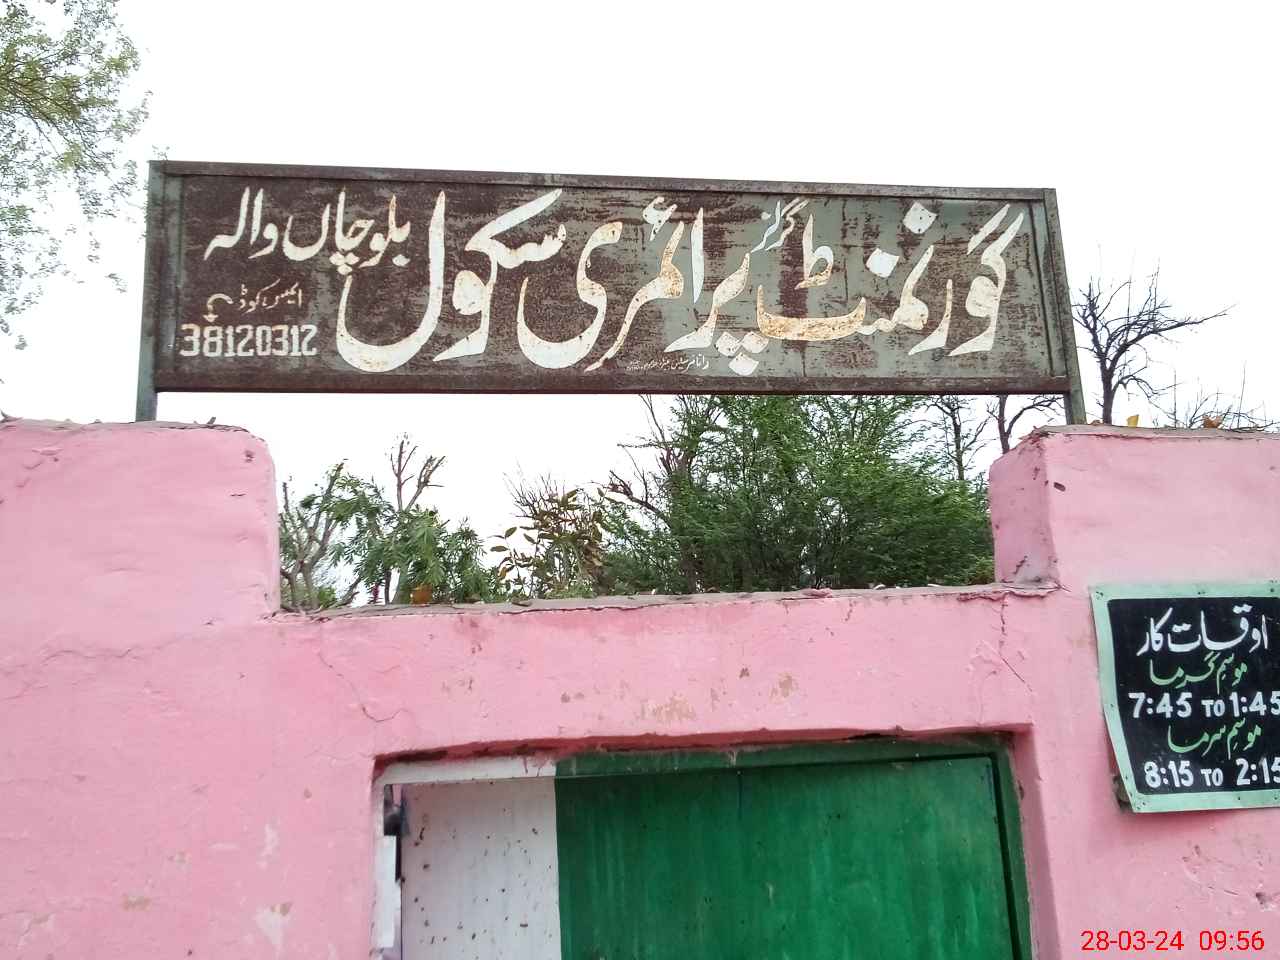 گورنمنٹ گرلز پرائمری سکول بلوچاں والہ
ایمس کوڈ
38120312
اوقات کار
موسم گرما
7:45 TO 1:45
موسم سرما
8:15 TO 2:15
28-03-24 09:56